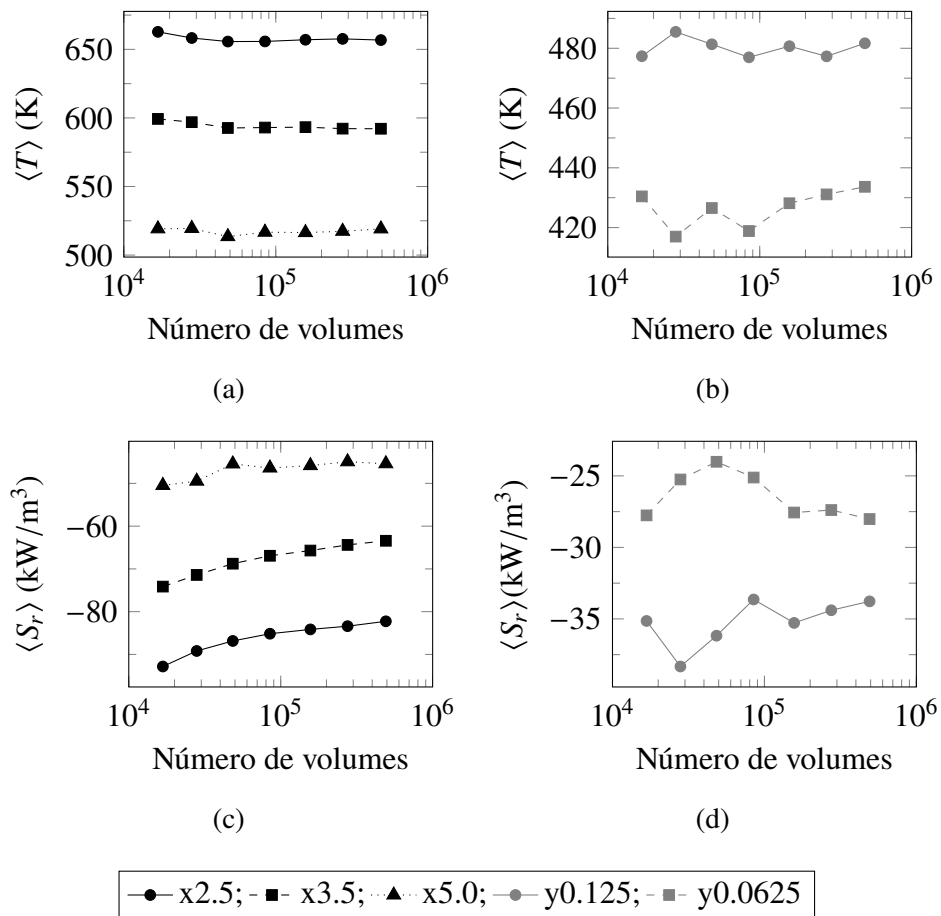 650
600
550
500
⟨T⟩ (K)
10^4 10^5 10^6
Número de volumes
(a)
480
460
440
420
⟨T⟩ (K)
10^4 10^5 10^6
Número de volumes
(b)
−60
−80
⟨S_r⟩ (kW/m^3)
10^4 10^5 10^6
Número de volumes
(c)
−25
−30
−35
⟨S_r⟩(kW/m^3)
10^4 10^5 10^6
Número de volumes
(d)
x2.5; x3.5; x5.0; y0.125; y0.0625